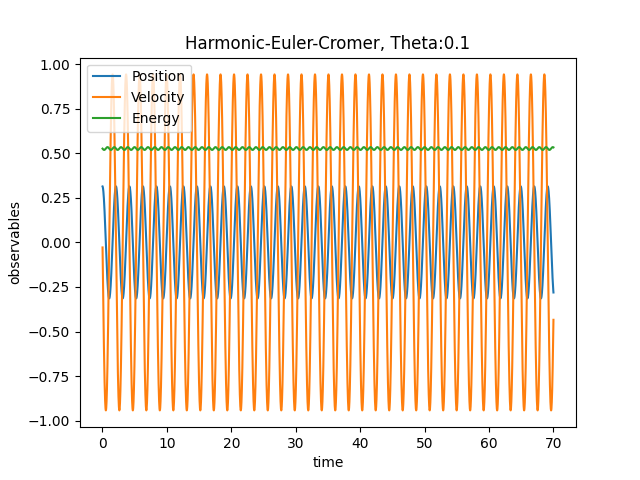 Harmonic-Euler-Cromer, Theta:0.1
1.00
0.75
0.50
0.25
0.00
−0.25
−0.50
−0.75
−1.00
observables
Position
Velocity
Energy
0 10 20 30 40 50 60 70
time